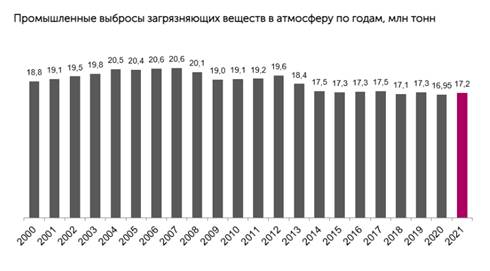 Промышленные выбросы загрязняющих веществ в атмосферу по годам, млн тонн
18,8 19,1 19,5 19,8 20,5 20,4 20,6 20,6 20,1 19,0 19,1 19,2 19,6 18,4 17,5 17,3 17,3 17,5 17,1 17,3 16,95 17,2
2000 2001 2002 2003 2004 2005 2006 2007 2008 2009 2010 2011 2012 2013 2014 2015 2016 2017 2018 2019 2020 2021